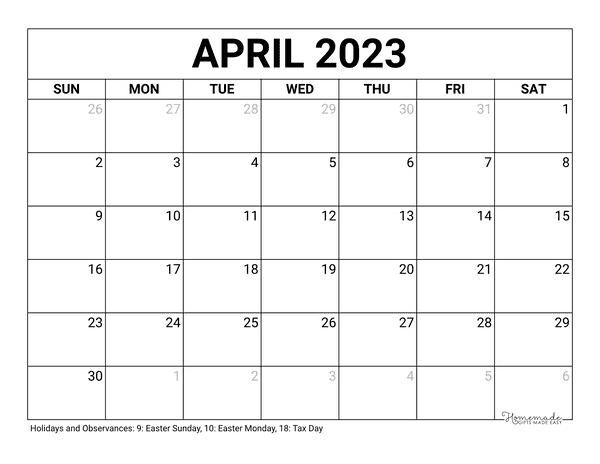 APRIL 2023
SUN MON TUE WED THU FRI SAT
26 27 28 29 30 31 1
2 3 4 5 6 7 8
9 10 11 12 13 14 15
16 17 18 19 20 21 22
23 24 25 26 27 28 29
30 1 2 3 4 5 6
Homemade
GIFTS MADE EASY
Holidays and Observances: 9: Easter Sunday, 10: Easter Monday, 18: Tax Day